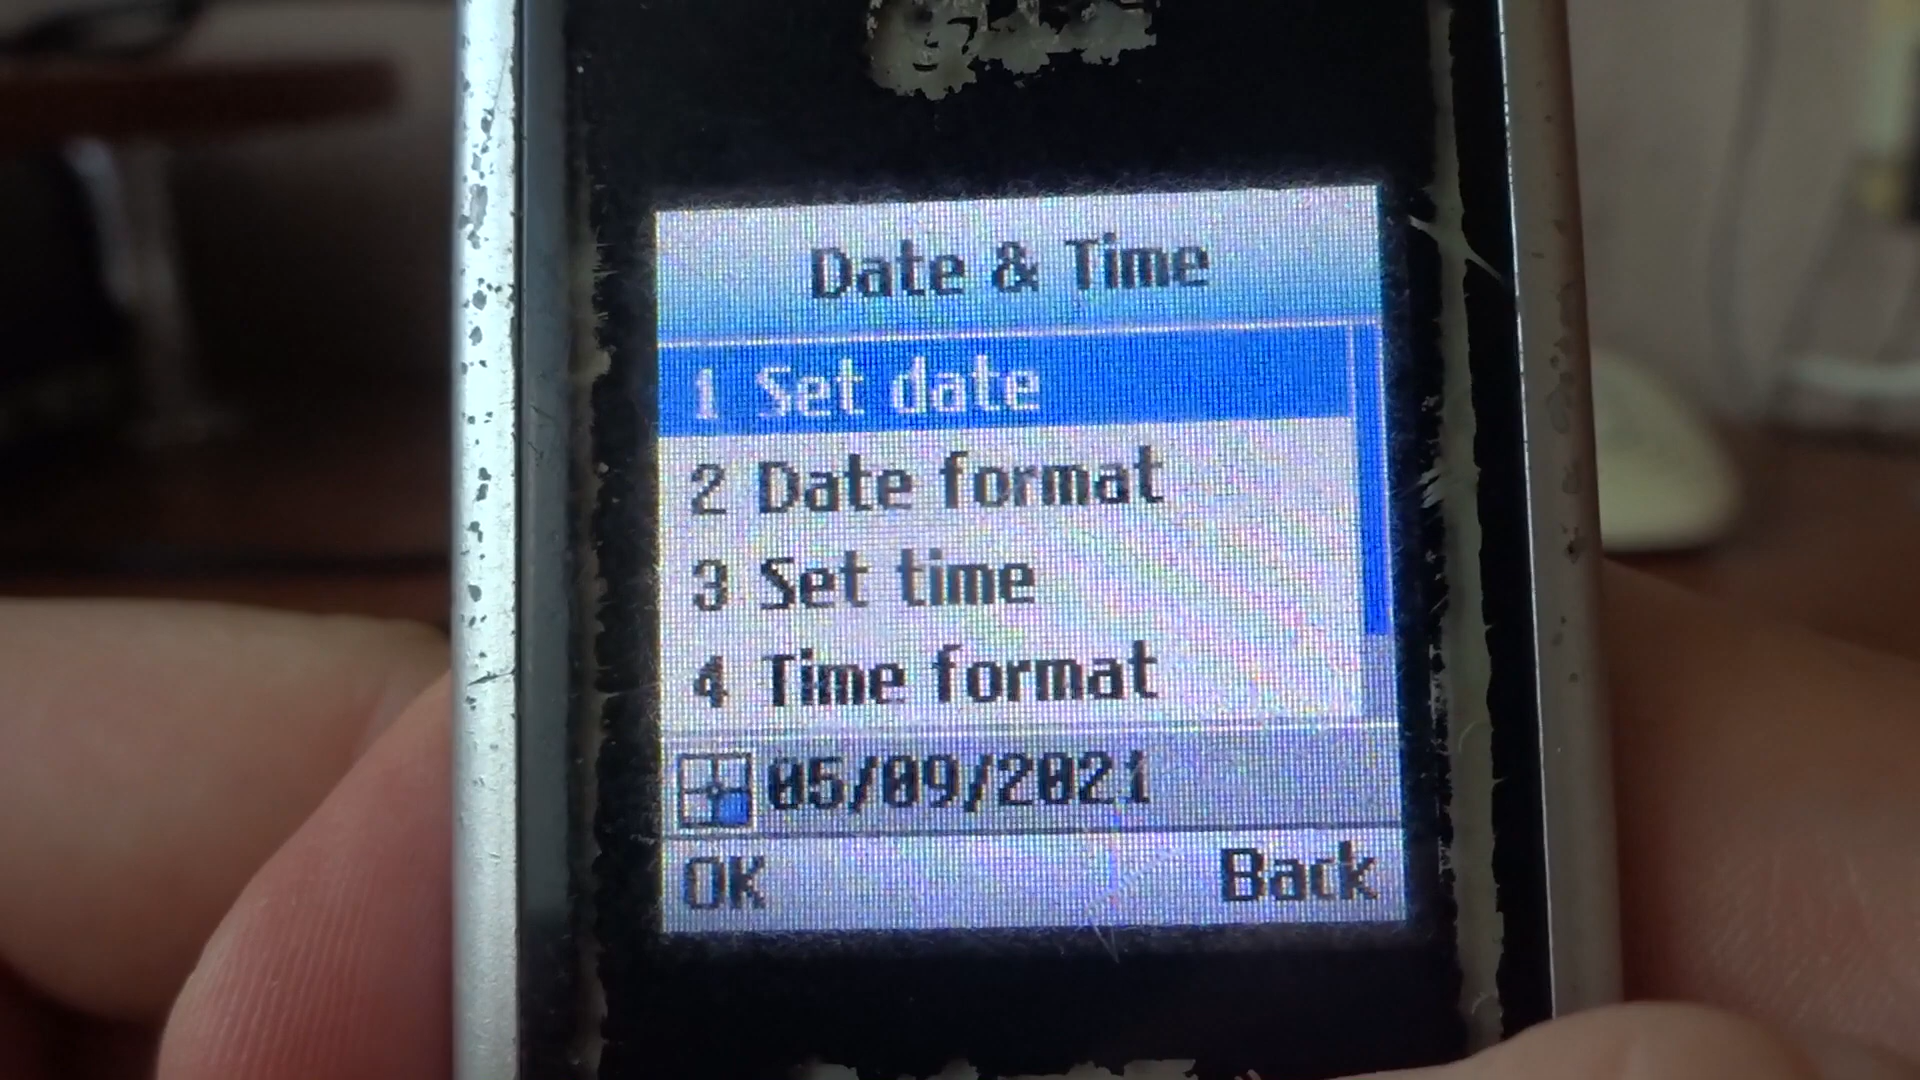 Date & Time
1 Set date
2 Date format
3 Set time
4 Time format
05/09/2021
OK
Back